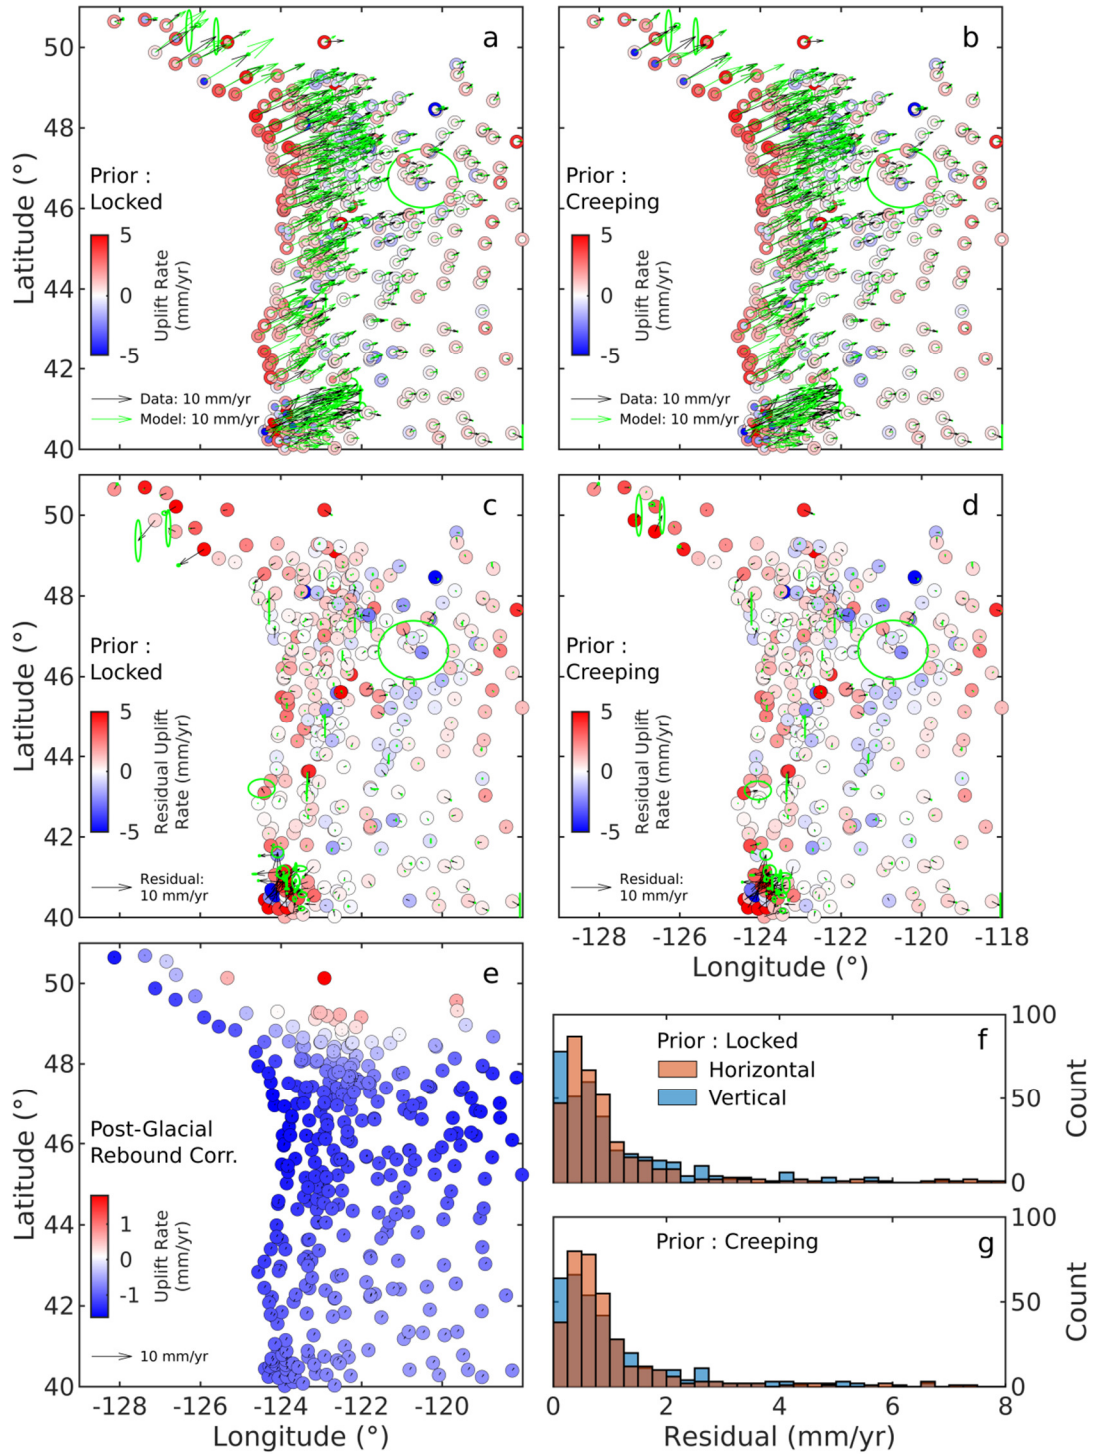 a
50
48
46
44
42
40
Latitude (°)
Prior :
Locked
5
0
-5
Uplift Rate
(mm/yr)
Data: 10 mm/yr
Model: 10 mm/yr
b
Prior :
Creeping
5
0
-5
Uplift Rate
(mm/yr)
Data: 10 mm/yr
Model: 10 mm/yr
c
50
48
46
44
42
40
Latitude (°)
Prior :
Locked
5
0
-5
Residual Uplift
Rate (mm/yr)
Residual:
10 mm/yr
d
Prior :
Creeping
5
0
-5
Residual Uplift
Rate (mm/yr)
Residual:
10 mm/yr
-128 -126 -124 -122 -120 -118
Longitude (°)
e
50
48
46
44
42
40
Latitude (°)
Post-Glacial
Rebound Corr.
1
0
-1
Uplift Rate
(mm/yr)
10 mm/yr
-128 -126 -124 -122 -120
Longitude (°)
f
Prior : Locked
Horizontal
Vertical
100
50
0
Count
g
Prior : Creeping
100
50
0
Count
0 2 4 6 8
Residual (mm/yr)